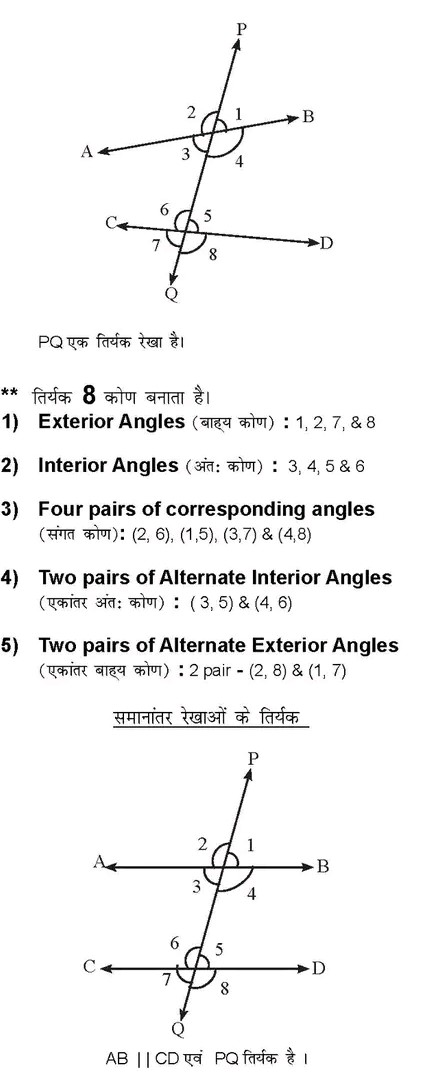 P
2 1
B
A
3 4
6 5
C
D
7 8
Q
PQ एक तिर्यक रेखा है।
** तिर्यक 8 कोण बनाता है।
1) Exterior Angles (बाहय कोण) : 1, 2, 7, & 8
2) Interior Angles (अंतः कोण) : 3, 4, 5 & 6
3) Four pairs of corresponding angles
(संगत कोण): (2, 6), (1,5), (3,7) & (4,8)
4) Two pairs of Alternate Interior Angles
(एकांतर अंतः कोण) : ( 3, 5) & (4, 6)
5) Two pairs of Alternate Exterior Angles
(एकांतर बाहय कोण) : 2 pair - (2, 8) & (1, 7)
समानांतर रेखाओं के तिर्यक
P
2 1
A B
3 4
6 5
C D
7 8
Q
AB || CD एवं PQ तिर्यक है ।